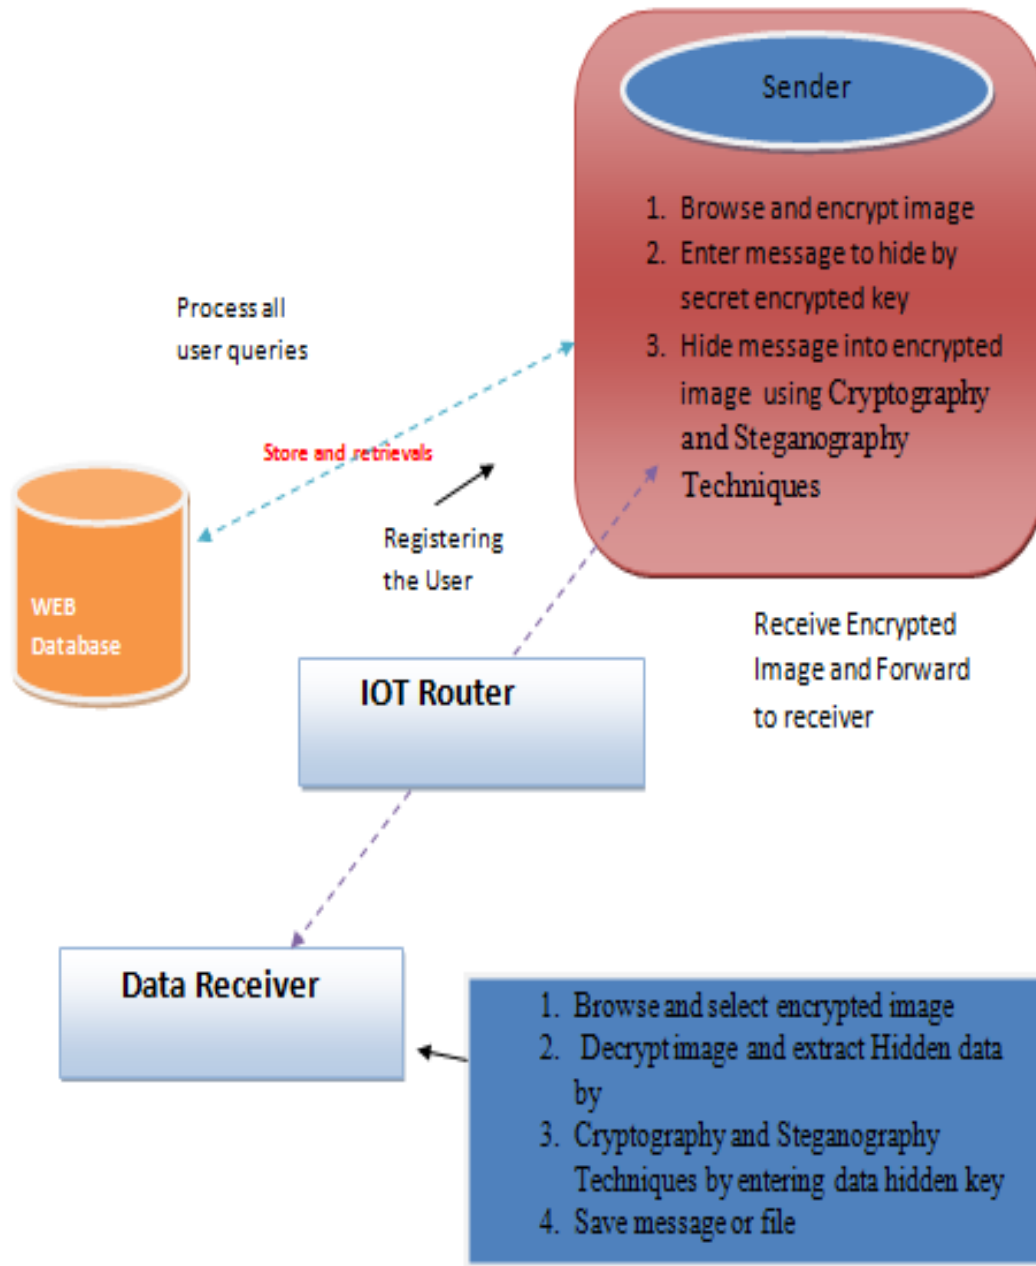 Sender
1. Browse and encrypt image
2. Enter message to hide by
secret encrypted key
3. Hide message into encrypted
image using Cryptography
and Steganography
Techniques
Process all
user queries
Store and retrievals
Registering
the User
WEB
Database
Receive Encrypted
Image and Forward
to receiver
IOT Router
Data Receiver
1. Browse and select encrypted image
2. Decrypt image and extract Hidden data
by
3. Cryptography and Steganography
Techniques by entering data hidden key
4. Save message or file